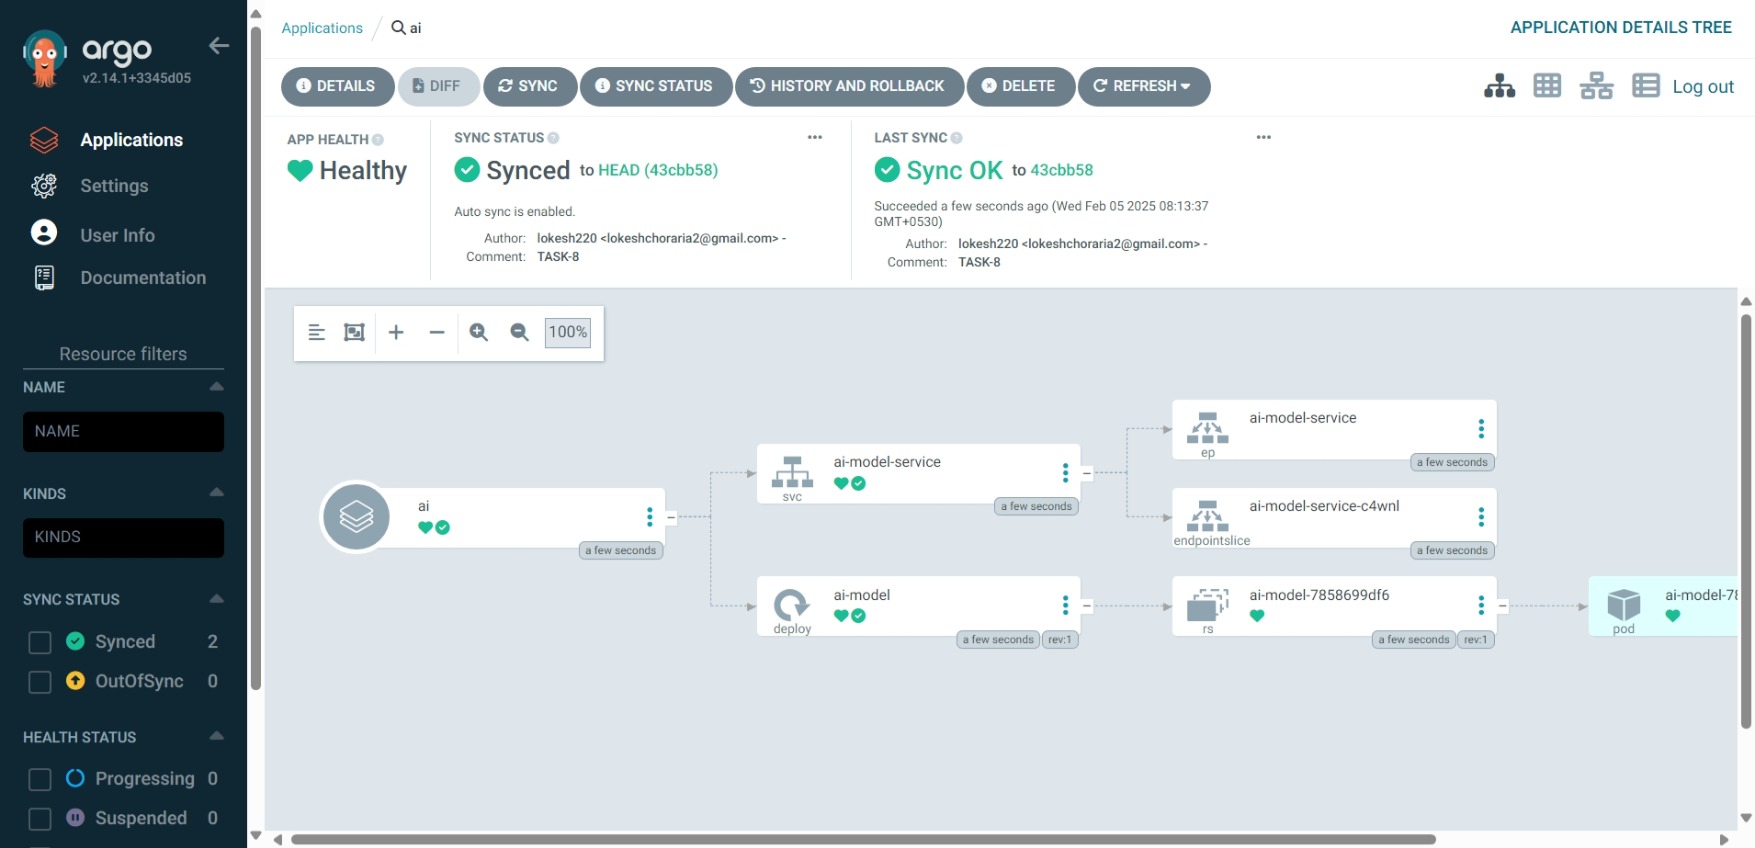 argo
v2.14.1+3345d05
Applications
Settings
User Info
Documentation
Resource filters
NAME
NAME
KINDS
KINDS
SYNC STATUS
Synced 2
OutOfSync 0
HEALTH STATUS
Progressing 0
Suspended 0
Applications / ai
APPLICATION DETAILS TREE
DETAILS DIFF SYNC SYNC STATUS HISTORY AND ROLLBACK DELETE REFRESH Log out
APP HEALTH
Healthy
SYNC STATUS
Synced to HEAD (43cbb58)
Auto sync is enabled.
Author: lokesh220 <lokeshchoraria2@gmail.com> -
Comment: TASK-8
LAST SYNC
Sync OK to 43cbb58
Succeeded a few seconds ago (Wed Feb 05 2025 08:13:37
GMT+0530)
Author: lokesh220 <lokeshchoraria2@gmail.com> -
Comment: TASK-8
100%
ai
a few seconds
ai-model-service
svc
a few seconds
ai-model
deploy
a few seconds rev:1
ai-model-service
ep
a few seconds
ai-model-service-c4wnl
endpointslice
a few seconds
ai-model-7858699df6
rs
a few seconds rev:1
ai-model-78
pod